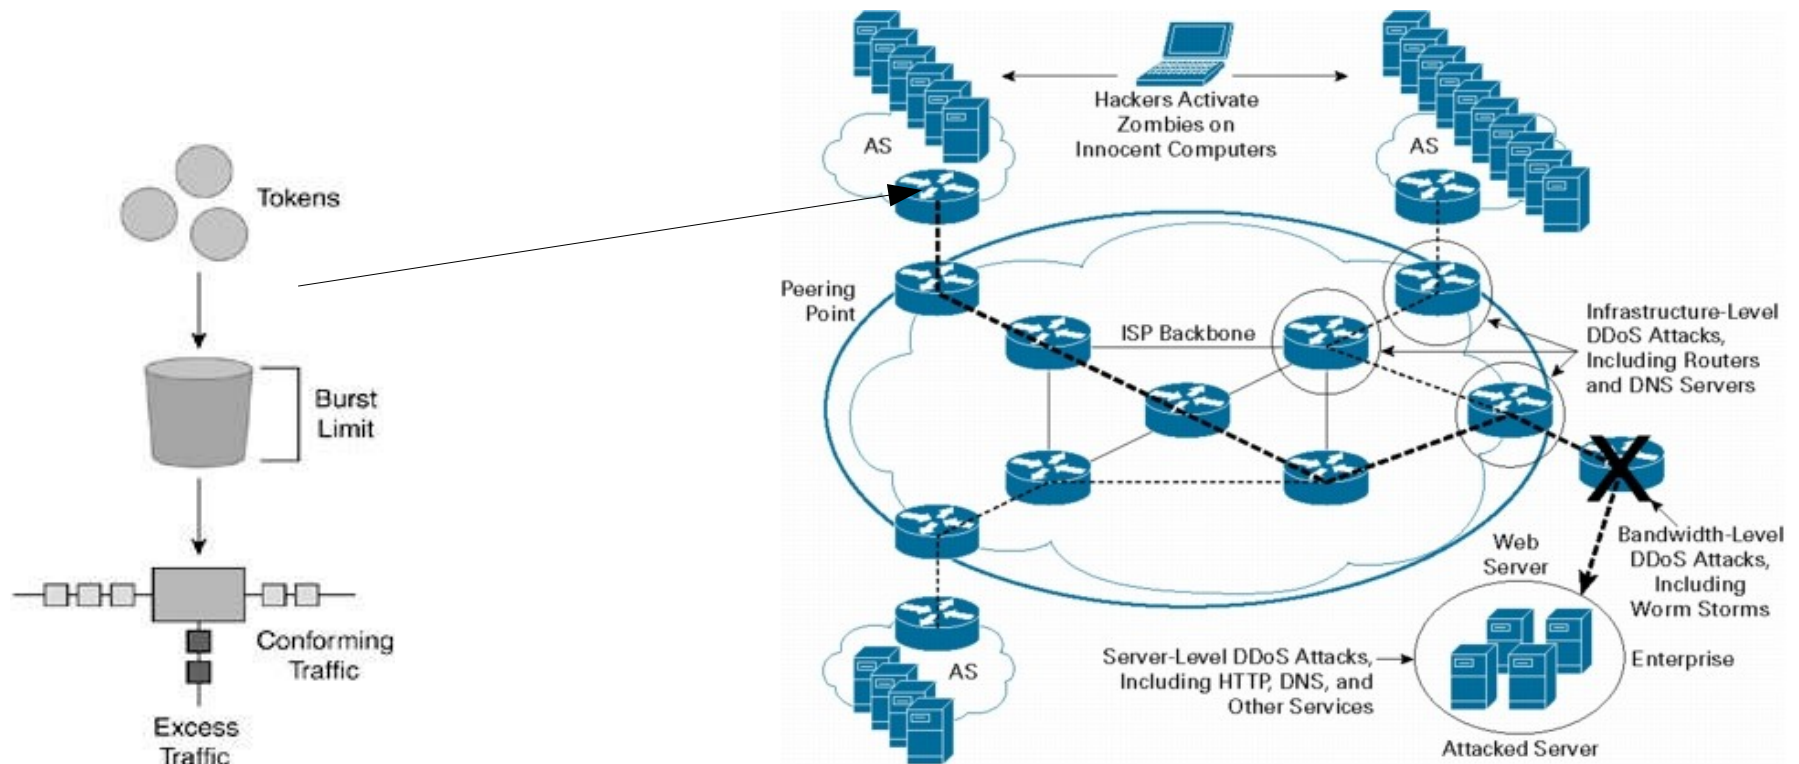 Tokens
Burst
Limit
Conforming
Traffic
Excess
Traffic
Hackers Activate
Zombies on
Innocent Computers
AS
AS
Peering
Point
ISP Backbone
Infrastructure-Level
DDoS Attacks,
Including Routers
and DNS Servers
Web
Server
Bandwidth-Level
DDoS Attacks,
Including
Worm Storms
Server-Level DDoS Attacks,
Including HTTP, DNS, and
Other Services
Enterprise
AS
Attacked Server